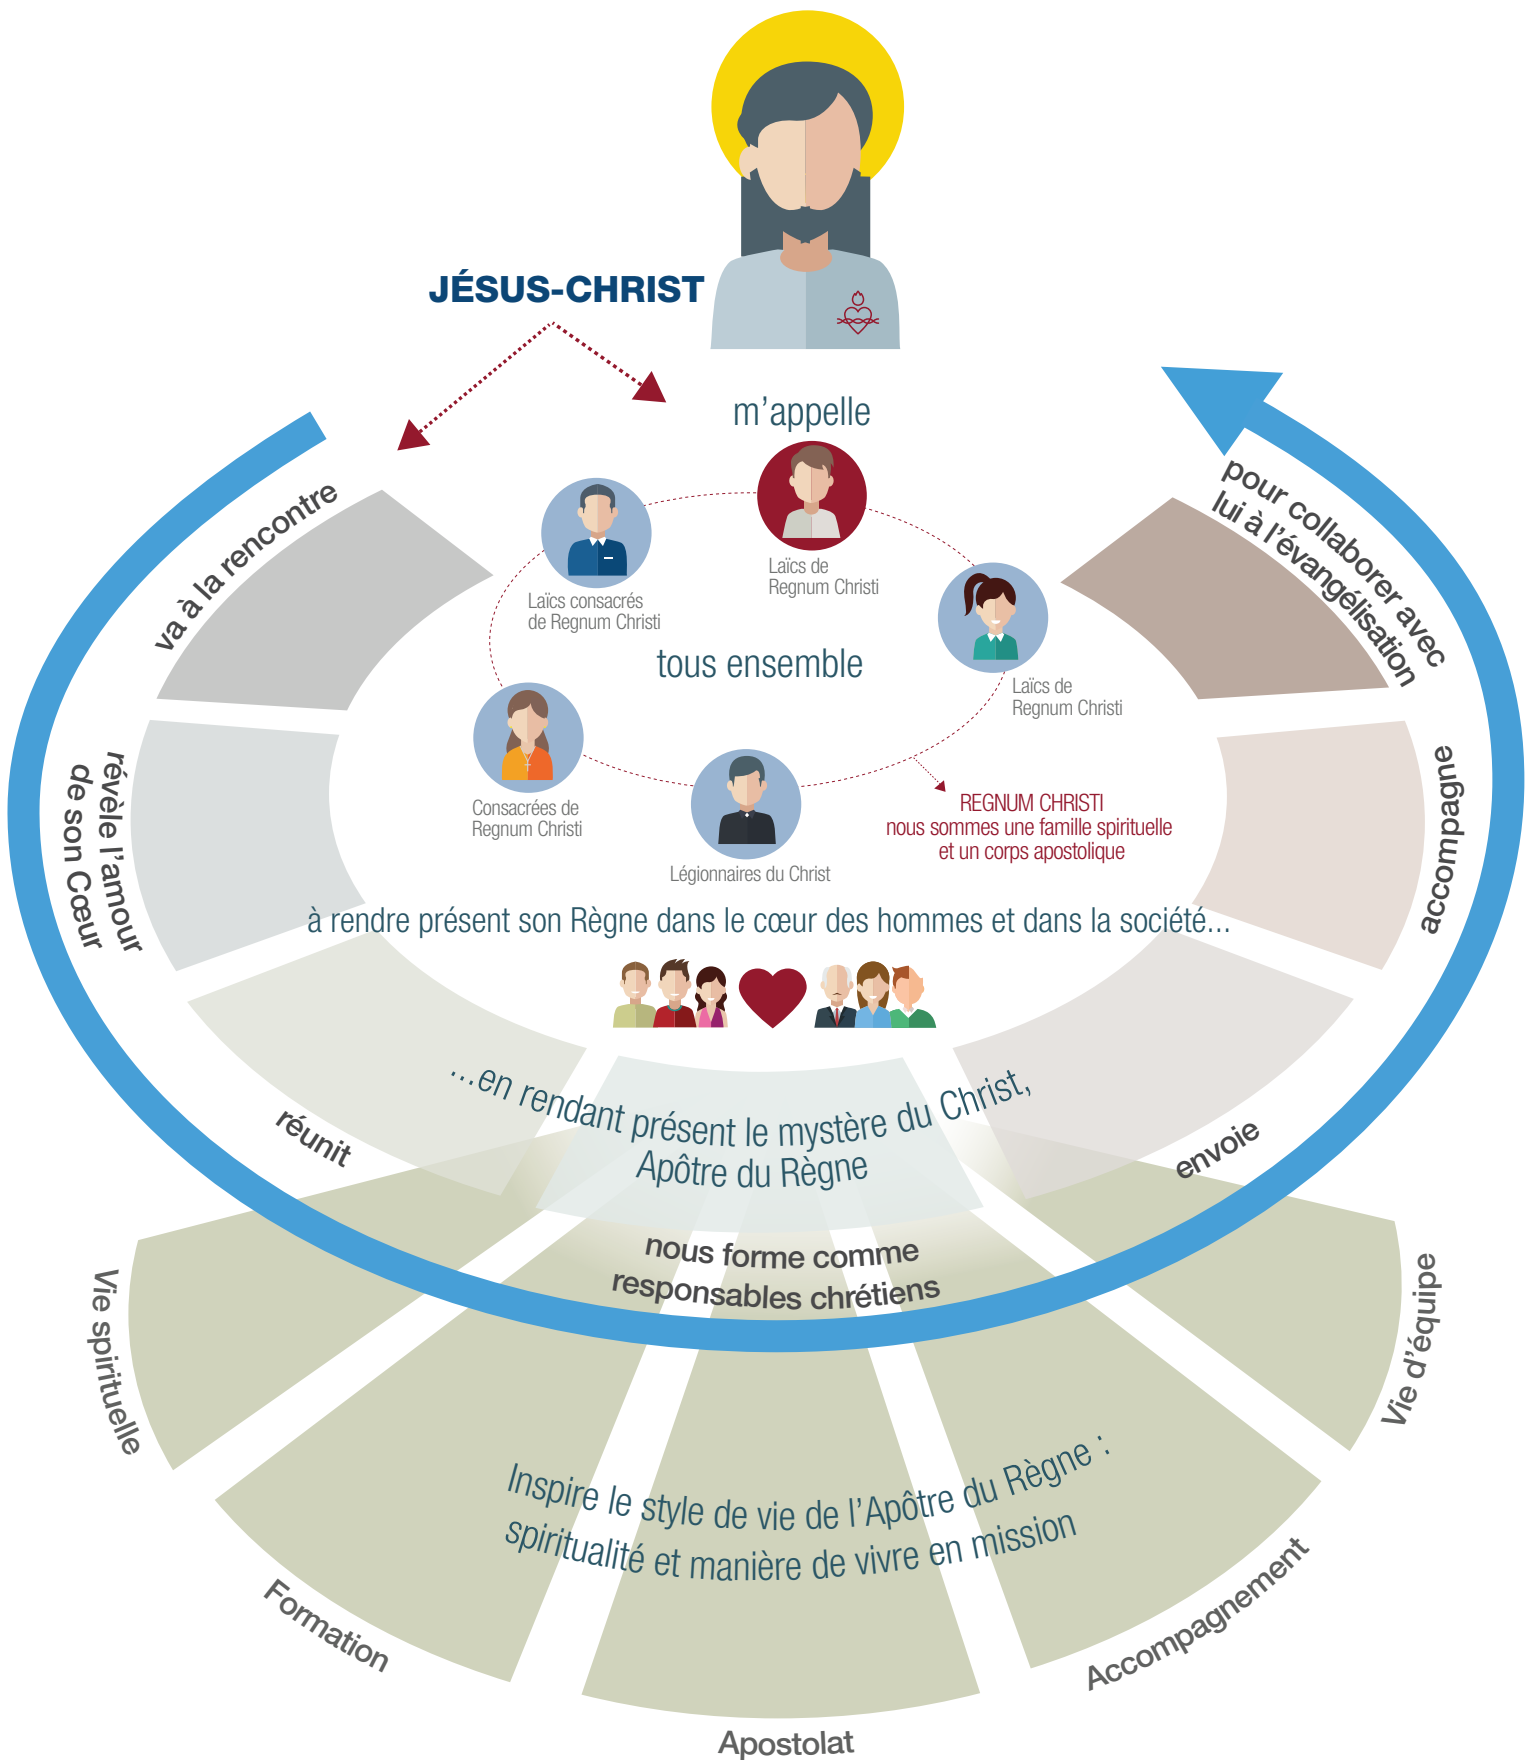 JÉSUS-CHRIST
m'appelle
va à la rencontre
révèle l'amour
de son Cœur
réunit
nous forme comme
responsables chrétiens
envoie
accompagne
pour collaborer avec
lui à l'évangélisation
Laïcs consacrés
de Regnum Christi
Laïcs de
Regnum Christi
tous ensemble
Laïcs de
Regnum Christi
Consacrées de
Regnum Christi
Légionnaires du Christ
REGNUM CHRISTI
nous sommes une famille spirituelle
et un corps apostolique
à rendre présent son Règne dans le cœur des hommes et dans la société...
...en rendant présent le mystère du Christ,
Apôtre du Règne
Inspire le style de vie de l'Apôtre du Règne :
spiritualité et manière de vivre en mission
Vie spirituelle
Formation
Apostolat
Accompagnement
Vie d'équipe